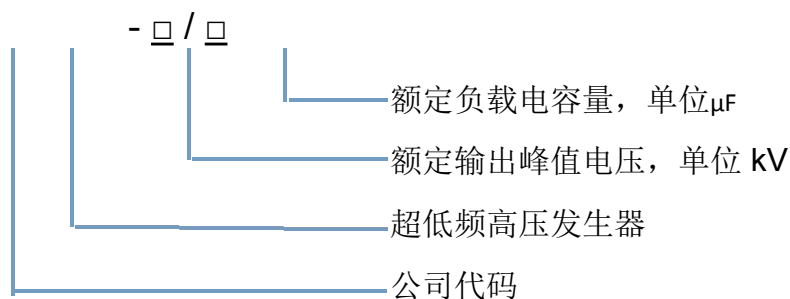 - □ / □
额定负载电容量，单位μF
额定输出峰值电压，单位 kV
超低频高压发生器
公司代码